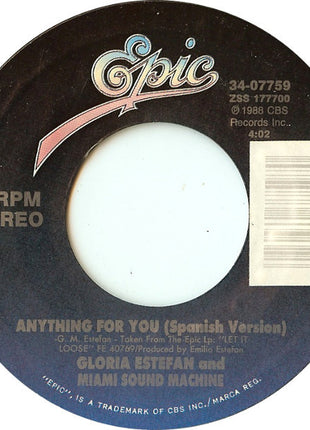 Epic
34-07759
ZSS 177700
℗ 1988 CBS
Records Inc..
4:02
RPM
REO
ANYTHING FOR YOU (Spanish Version)
-G. M. Estefan - Taken From The Epic Lp: "LET IT
LOOSE" FE 40769/Produced by Emilio Estefan
GLORIA ESTEFAN and
MIAMI SOUND MACHINE
"EPIC", IS A TRADEMARK OF CBS INC./MARCA REG.